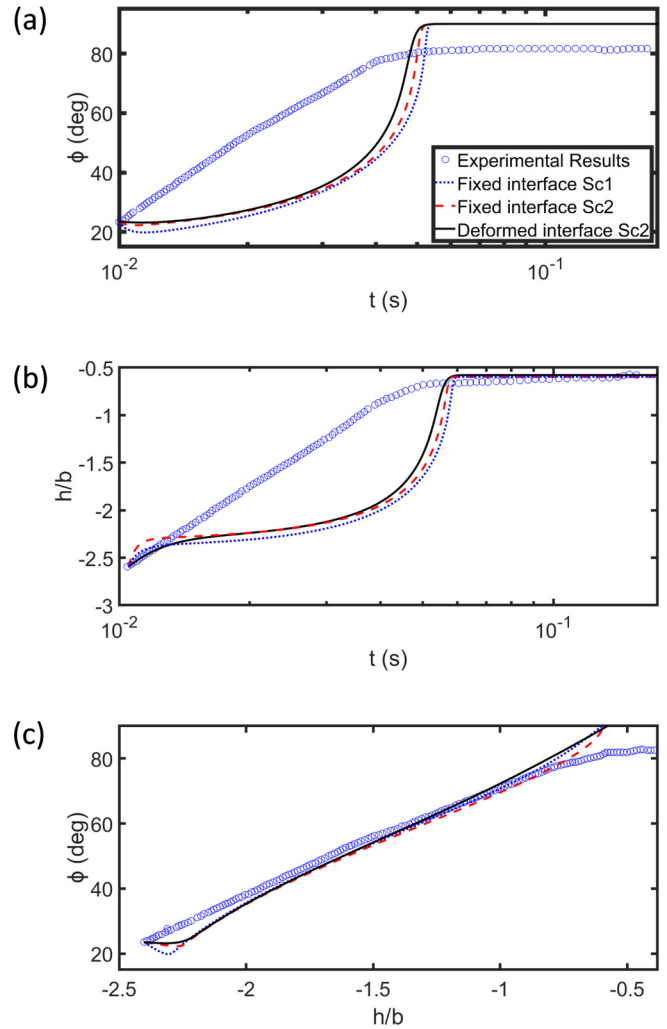 (a)
80
60
40
20
ϕ (deg)
Experimental Results
Fixed interface Sc1
Fixed interface Sc2
Deformed interface Sc2
10-2
10-1
t (s)
(b)
-0.5
-1
-1.5
-2
-2.5
-3
h/b
10-2
10-1
t (s)
(c)
80
60
40
20
ϕ (deg)
-2.5
-2
-1.5
-1
-0.5
h/b